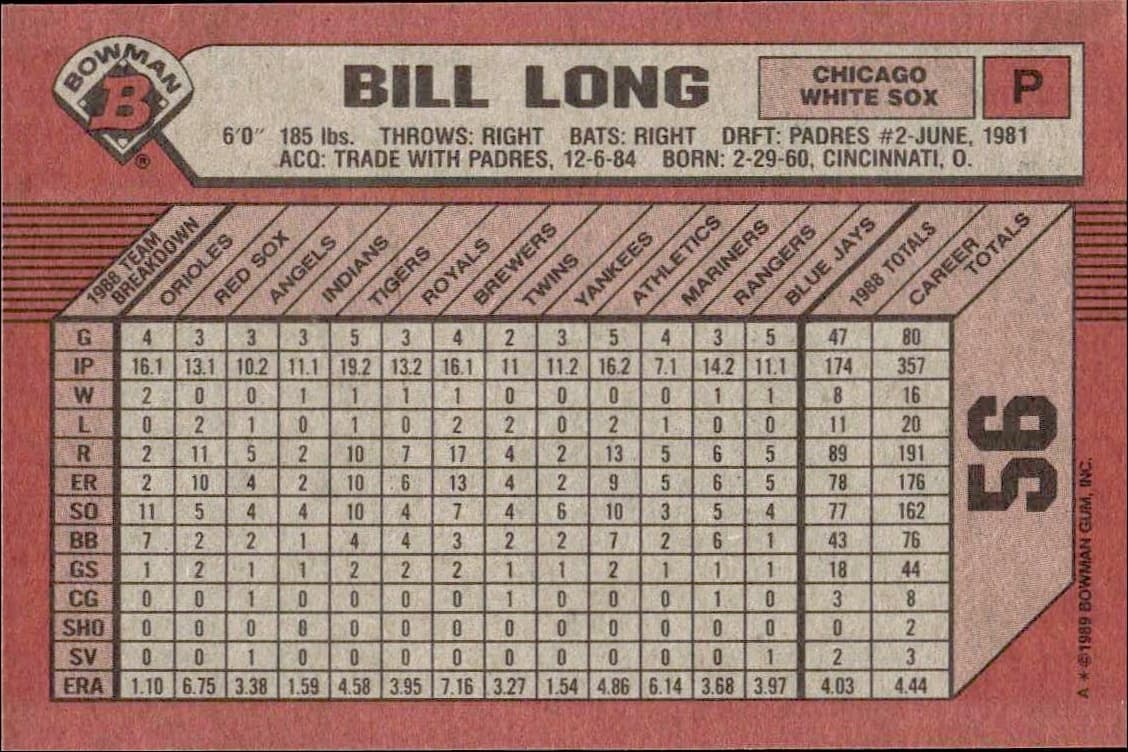 BOWMAN
B
®
BILL LONG
CHICAGO
WHITE SOX
P
6'0" 185 lbs. THROWS: RIGHT BATS: RIGHT DRFT: PADRES #2-JUNE, 1981
ACQ: TRADE WITH PADRES, 12-6-84 BORN: 2-29-60, CINCINNATI, O.
1988 TEAM BREAKDOWN ORIOLES RED SOX ANGELS INDIANS TIGERS ROYALS BREWERS TWINS YANKEES ATHLETICS MARINERS RANGERS BLUE JAYS 1988 TOTALS CAREER TOTALS
G 4 3 3 3 5 3 4 2 3 5 4 3 5 47 80
IP 16.1 13.1 10.2 11.1 19.2 13.2 16.1 11 11.2 16.2 7.1 14.2 11.1 174 357
W 2 0 0 1 1 1 1 0 0 0 0 1 1 8 16
L 0 2 1 0 1 0 2 2 0 2 1 0 0 11 20
R 2 11 5 2 10 7 17 4 2 13 5 6 5 89 191
ER 2 10 4 2 10 6 13 4 2 9 5 6 5 78 176
SO 11 5 4 4 10 4 7 4 6 10 3 5 4 77 162
BB 7 2 2 1 4 4 3 2 2 7 2 6 1 43 76
GS 1 2 1 1 2 2 2 1 1 2 1 1 1 18 44
CG 0 0 1 0 0 0 0 1 0 0 0 1 0 3 8
SHO 0 0 0 0 0 0 0 0 0 0 0 0 0 0 2
SV 0 0 1 0 0 0 0 0 0 0 0 0 1 2 3
ERA 1.10 6.75 3.38 1.59 4.58 3.95 7.16 3.27 1.54 4.86 6.14 3.68 3.97 4.03 4.44
56
A * ©1989 BOWMAN GUM, INC.